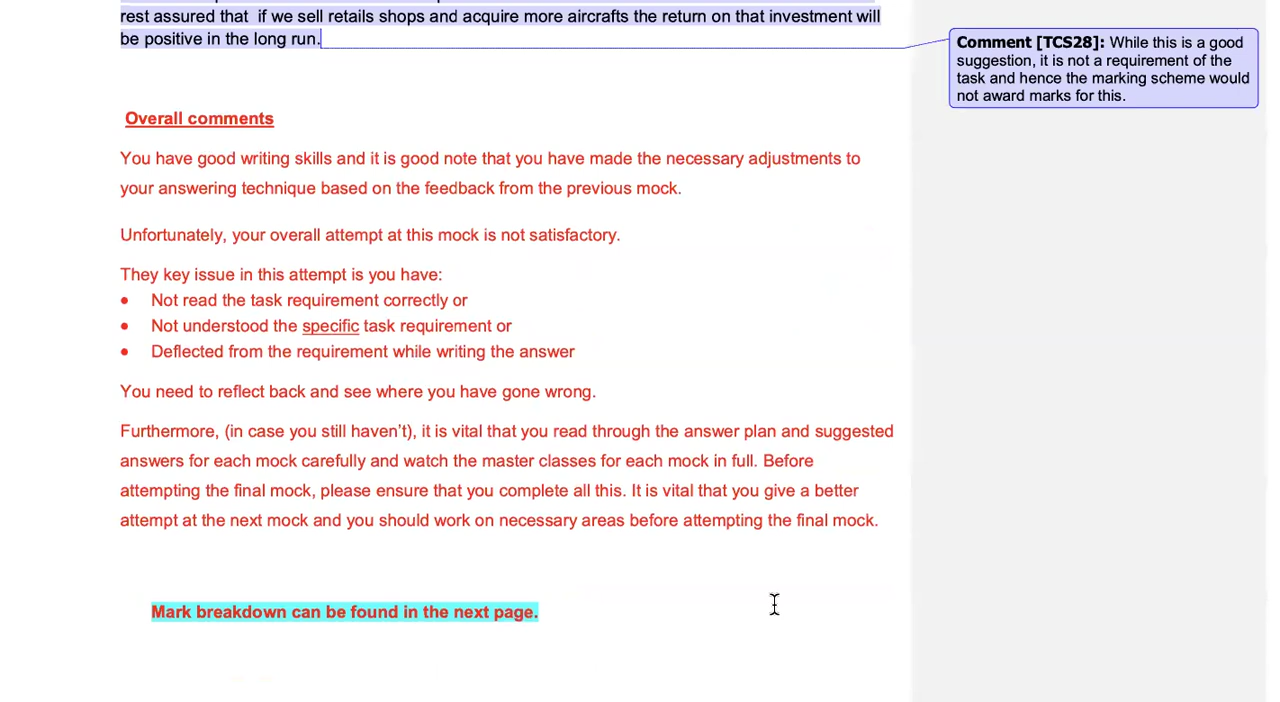 rest assured that  if we sell retails shops and acquire more aircrafts the return on that investment will
be positive in the long run.
Comment [TCS28]: While this is a good
suggestion, it is not a requirement of the
task and hence the marking scheme would
not award marks for this.
Overall comments
You have good writing skills and it is good note that you have made the necessary adjustments to
your answering technique based on the feedback from the previous mock.
Unfortunately, your overall attempt at this mock is not satisfactory.
They key issue in this attempt is you have:
• Not read the task requirement correctly or
• Not understood the specific task requirement or
• Deflected from the requirement while writing the answer
You need to reflect back and see where you have gone wrong.
Furthermore, (in case you still haven’t), it is vital that you read through the answer plan and suggested
answers for each mock carefully and watch the master classes for each mock in full. Before
attempting the final mock, please ensure that you complete all this. It is vital that you give a better
attempt at the next mock and you should work on necessary areas before attempting the final mock.
Mark breakdown can be found in the next page.